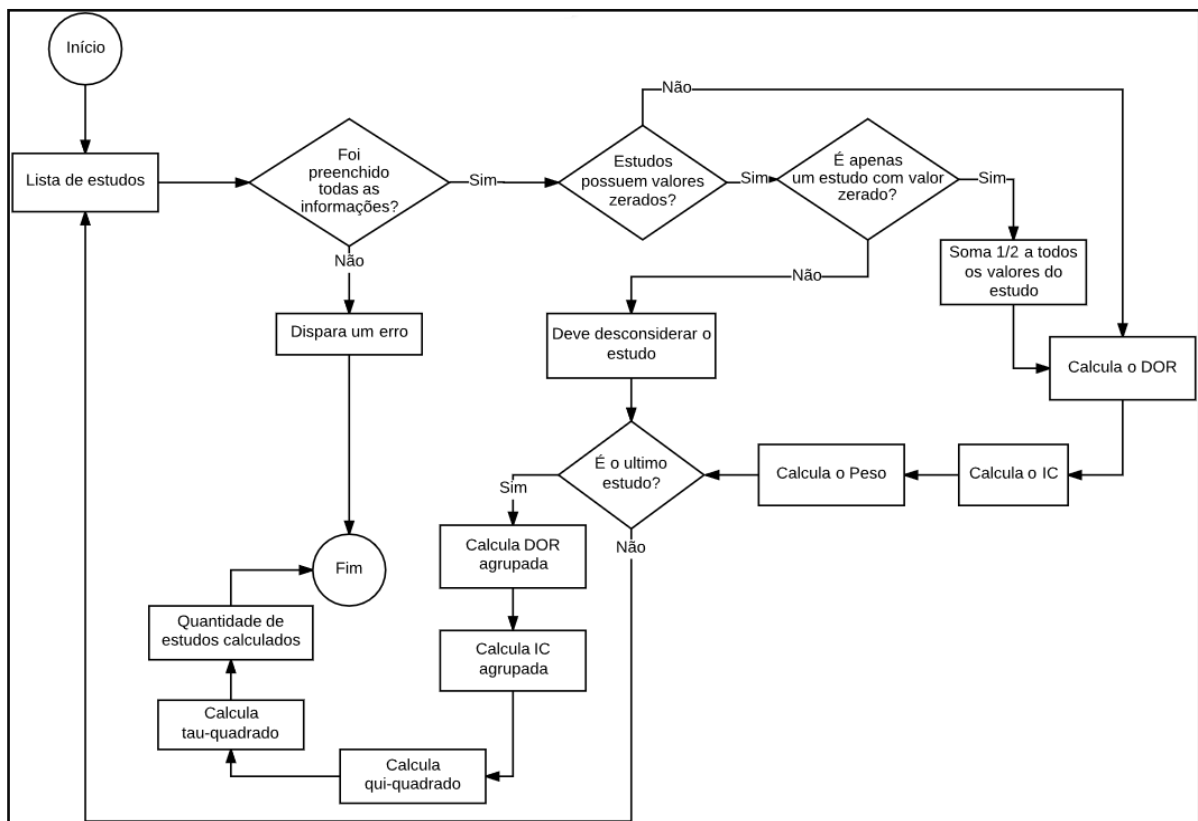 Início
Não
Lista de estudos
Foi
preenchido
todas as
informações?
Sim
Estudos
possuem valores
zerados?
Sim
É apenas
um estudo com valor
zerado?
Sim
Não
Não
Soma 1/2 a todos
os valores do
estudo
Dispara um erro
Deve desconsiderar o
estudo
Calcula o DOR
É o ultimo
estudo?
Calcula o Peso
Calcula o IC
Sim
Não
Calcula DOR
agrupada
Fim
Quantidade de
estudos calculados
Calcula IC
agrupada
Calcula
tau-quadrado
Calcula
qui-quadrado